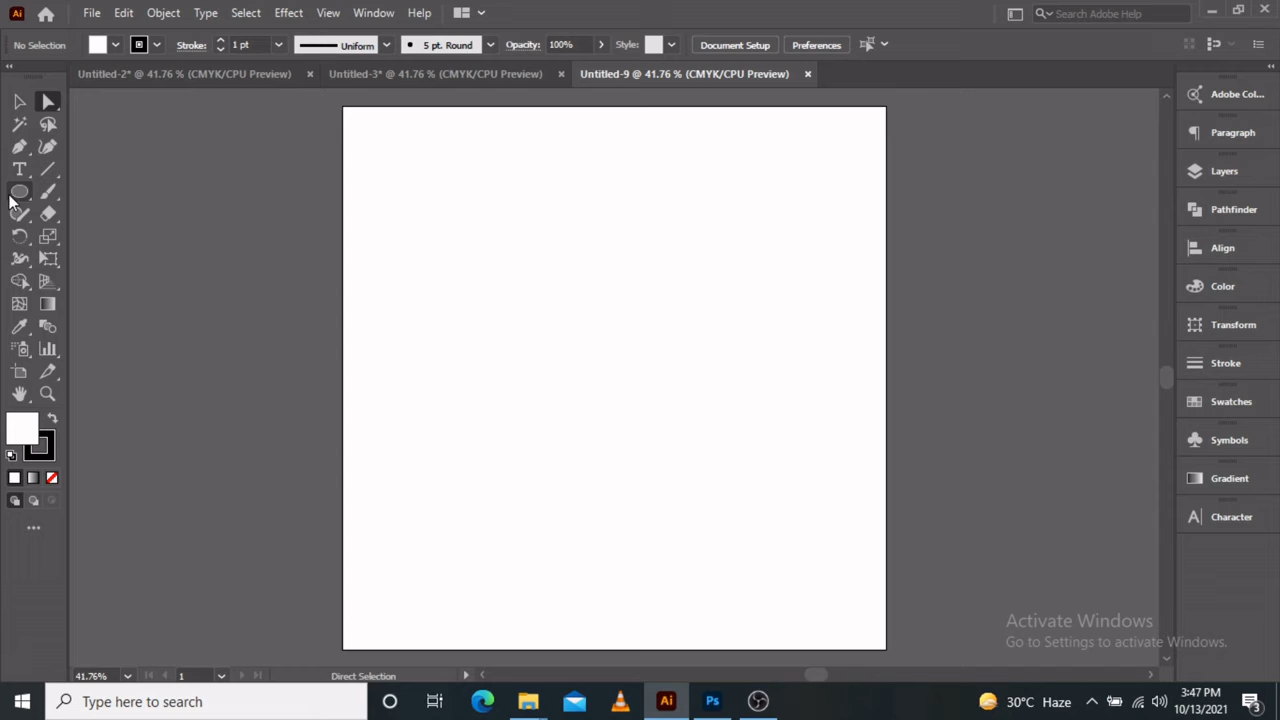 Ai File Edit Object Type Select Effect View Window Help Search Adobe Help
No Selection Stroke: 1 pt Uniform 5 pt. Round Opacity: 100% Style: Document Setup Preferences
Untitled-2* @ 41.76 % (CMYK/CPU Preview) Untitled-3* @ 41.76 % (CMYK/CPU Preview) Untitled-9 @ 41.76 % (CMYK/CPU Preview)
Adobe Col...
Paragraph
Layers
Pathfinder
Align
Color
Transform
Stroke
Swatches
Symbols
Gradient
Character
Activate Windows
Go to Settings to activate Windows.
41.76% 1 Direct Selection
Type here to search Ai Ps 30°C Haze 3:47 PM
10/13/2021 3